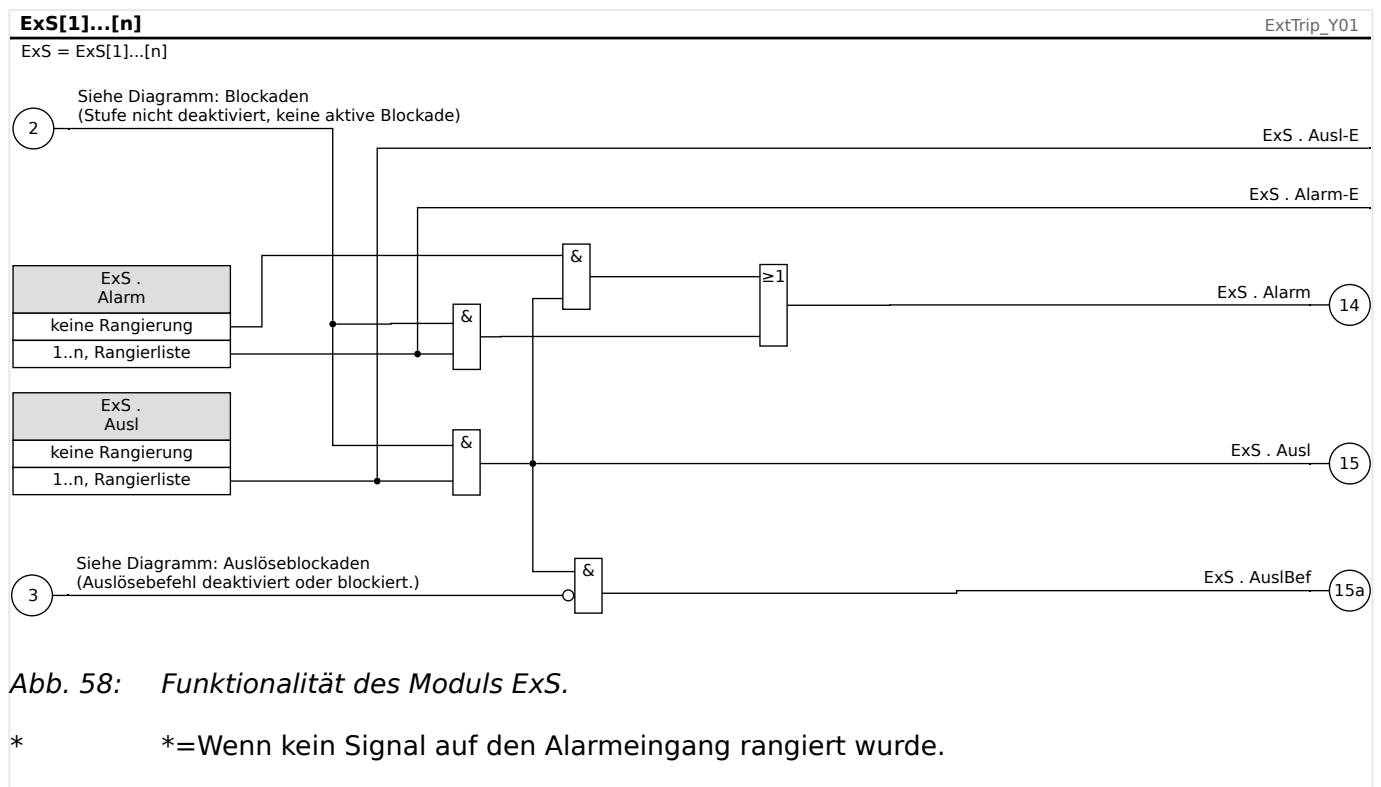 ExS[1]...[n]
ExtTrip_Y01
ExS = ExS[1]...[n]
Siehe Diagramm: Blockaden
(Stufe nicht deaktiviert, keine aktive Blockade)
2
ExS . Ausl-E
ExS . Alarm-E
&
ExS .
Alarm
≥1
ExS . Alarm
14
keine Rangierung
&
1..n, Rangierliste
ExS .
Ausl
keine Rangierung
&
ExS . Ausl
15
1..n, Rangierliste
Siehe Diagramm: Auslöseblockaden
(Auslösebefehl deaktiviert oder blockiert.)
3
&
ExS . AuslBef
15a
Abb. 58: Funktionalität des Moduls ExS.
* *=Wenn kein Signal auf den Alarmeingang rangiert wurde.